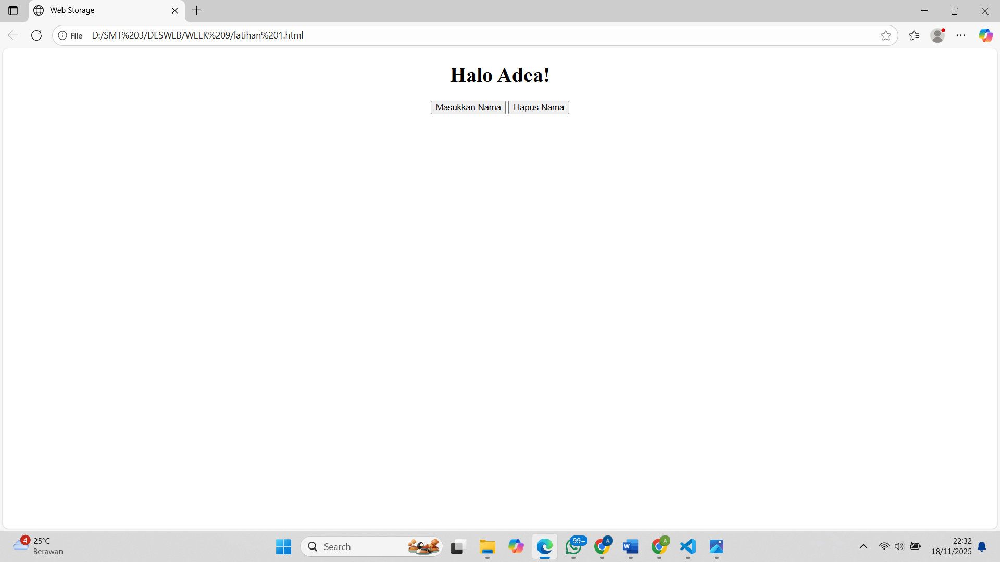 Web Storage
File D:/SMT%203/DESWEB/WEEK%209/latihan%201.html
Halo Adea!
Masukkan Nama Hapus Nama
4 25°C
Berawan
Search
99+
A
W
A
22:32
18/11/2025